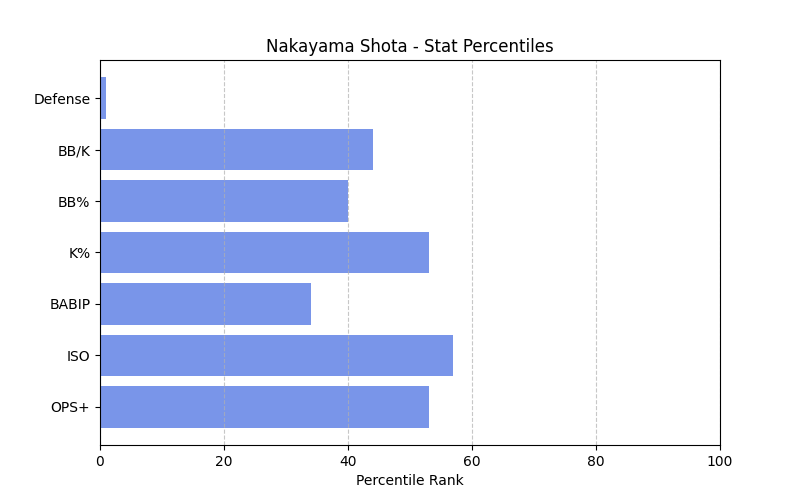 Nakayama Shota - Stat Percentiles
Defense
BB/K
BB%
K%
BABIP
ISO
OPS+
0 20 40 60 80 100
Percentile Rank